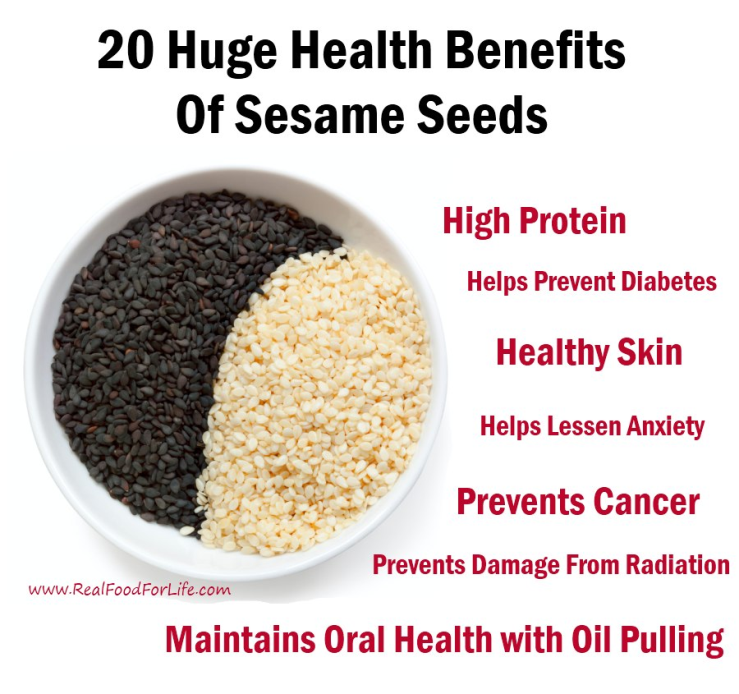 20 Huge Health Benefits
Of Sesame Seeds
High Protein
Helps Prevent Diabetes
Healthy Skin
Helps Lessen Anxiety
Prevents Cancer
Prevents Damage From Radiation
www.RealFoodForLife.com
Maintains Oral Health with Oil Pulling